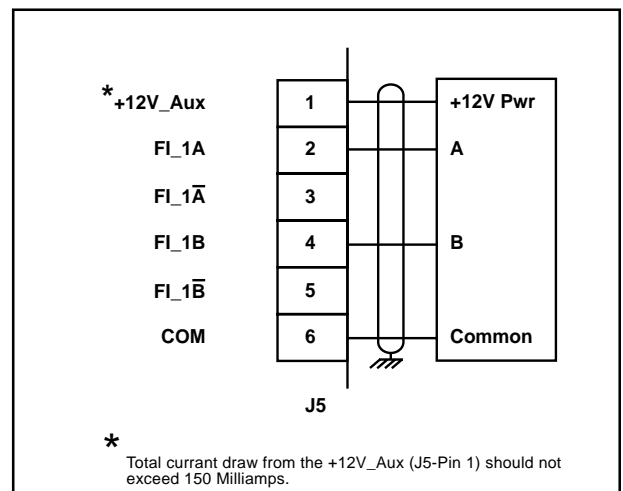 *+12V_Aux 1 +12V Pwr
FI_1A 2 A
FI_1A̅ 3
FI_1B 4 B
FI_1B̅ 5
COM 6 Common
J5
*
Total currant draw from the +12V_Aux (J5-Pin 1) should not
exceed 150 Milliamps.